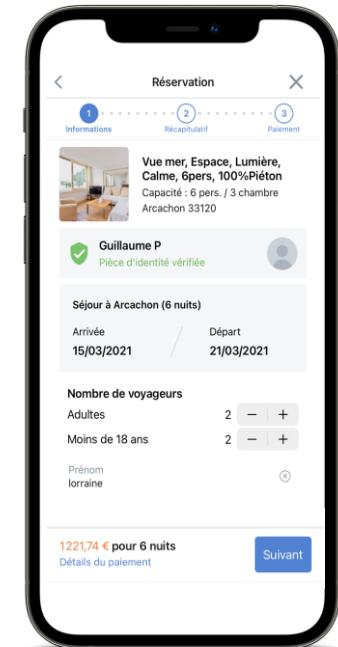 Réservation
1
2
3
Informations
Récapitulatif
Paiement
Vue mer, Espace, Lumière,
Calme, 6pers, 100%Piéton
Capacité : 6 pers. / 3 chambre
Arcachon 33120
Guillaume P
Pièce d'identité vérifiée
Séjour à Arcachon (6 nuits)
Arrivée
Départ
15/03/2021
21/03/2021
Nombre de voyageurs
Adultes 2 − +
Moins de 18 ans 2 − +
Prénom
lorraine
1221,74 € pour 6 nuits
Détails du paiement
Suivant